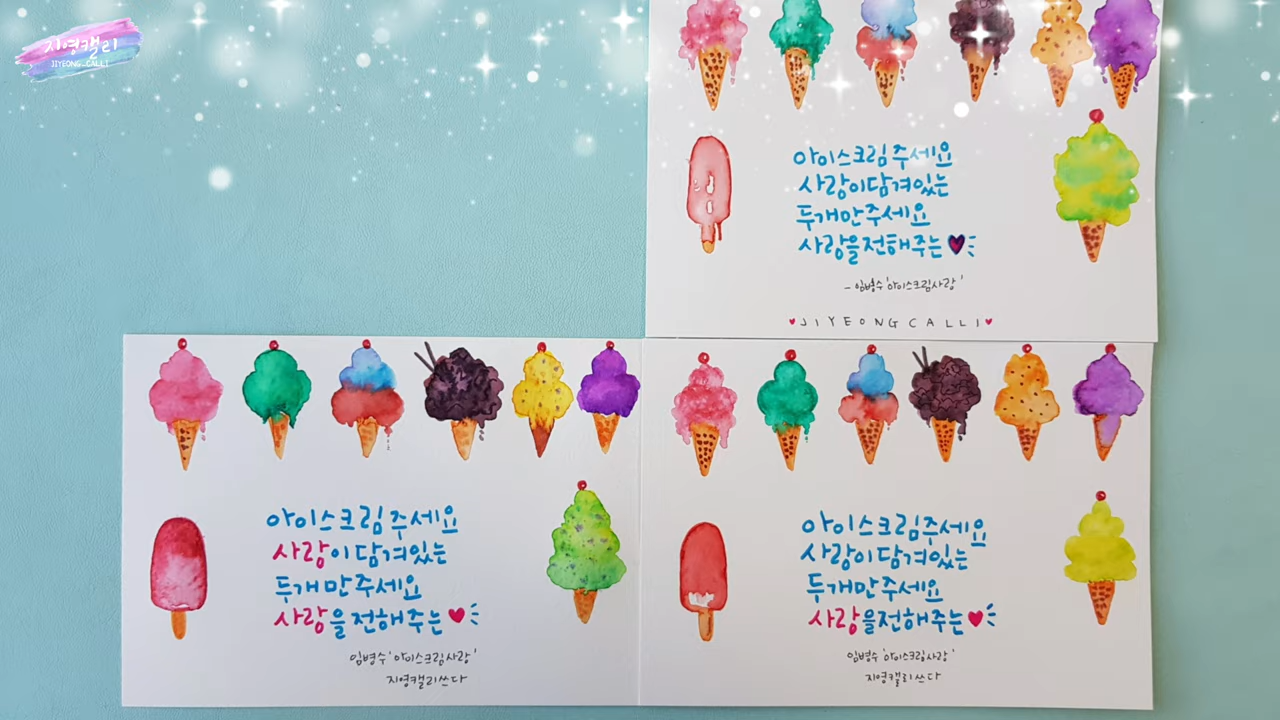 지영캘리
JIYEONG CALLI
아이스크림 주세요
사랑이 담겨있는
두개만 주세요
사랑을 전해주는
- 임병수 '아이스크림사랑'
JIYEONGCALLI
아이스크림 주세요
사랑이 담겨있는
두개만 주세요
사랑을 전해주는
임병수 '아이스크림사랑'
지영캘리쓰다
아이스크림 주세요
사랑이 담겨있는
두개만 주세요
사랑을 전해주는
임병수 '아이스크림사랑'
지영캘리쓰다